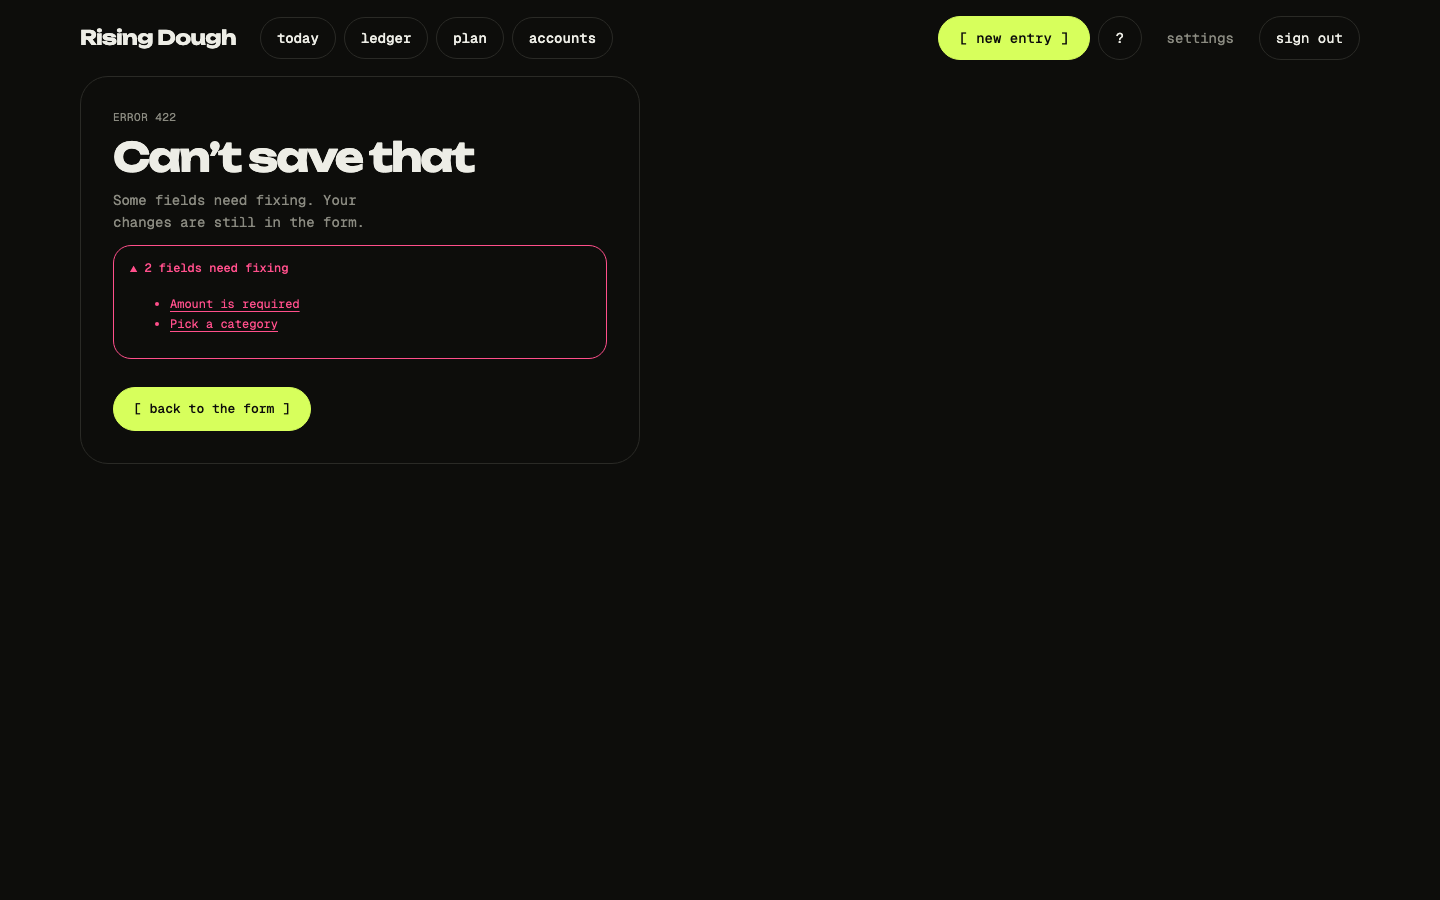 Rising Dough
today
ledger
plan
accounts
[ new entry ]
?
settings
sign out
ERROR 422
Can’t save that
Some fields need fixing. Your
changes are still in the form.
▲ 2 fields need fixing
• Amount is required
• Pick a category
[ back to the form ]